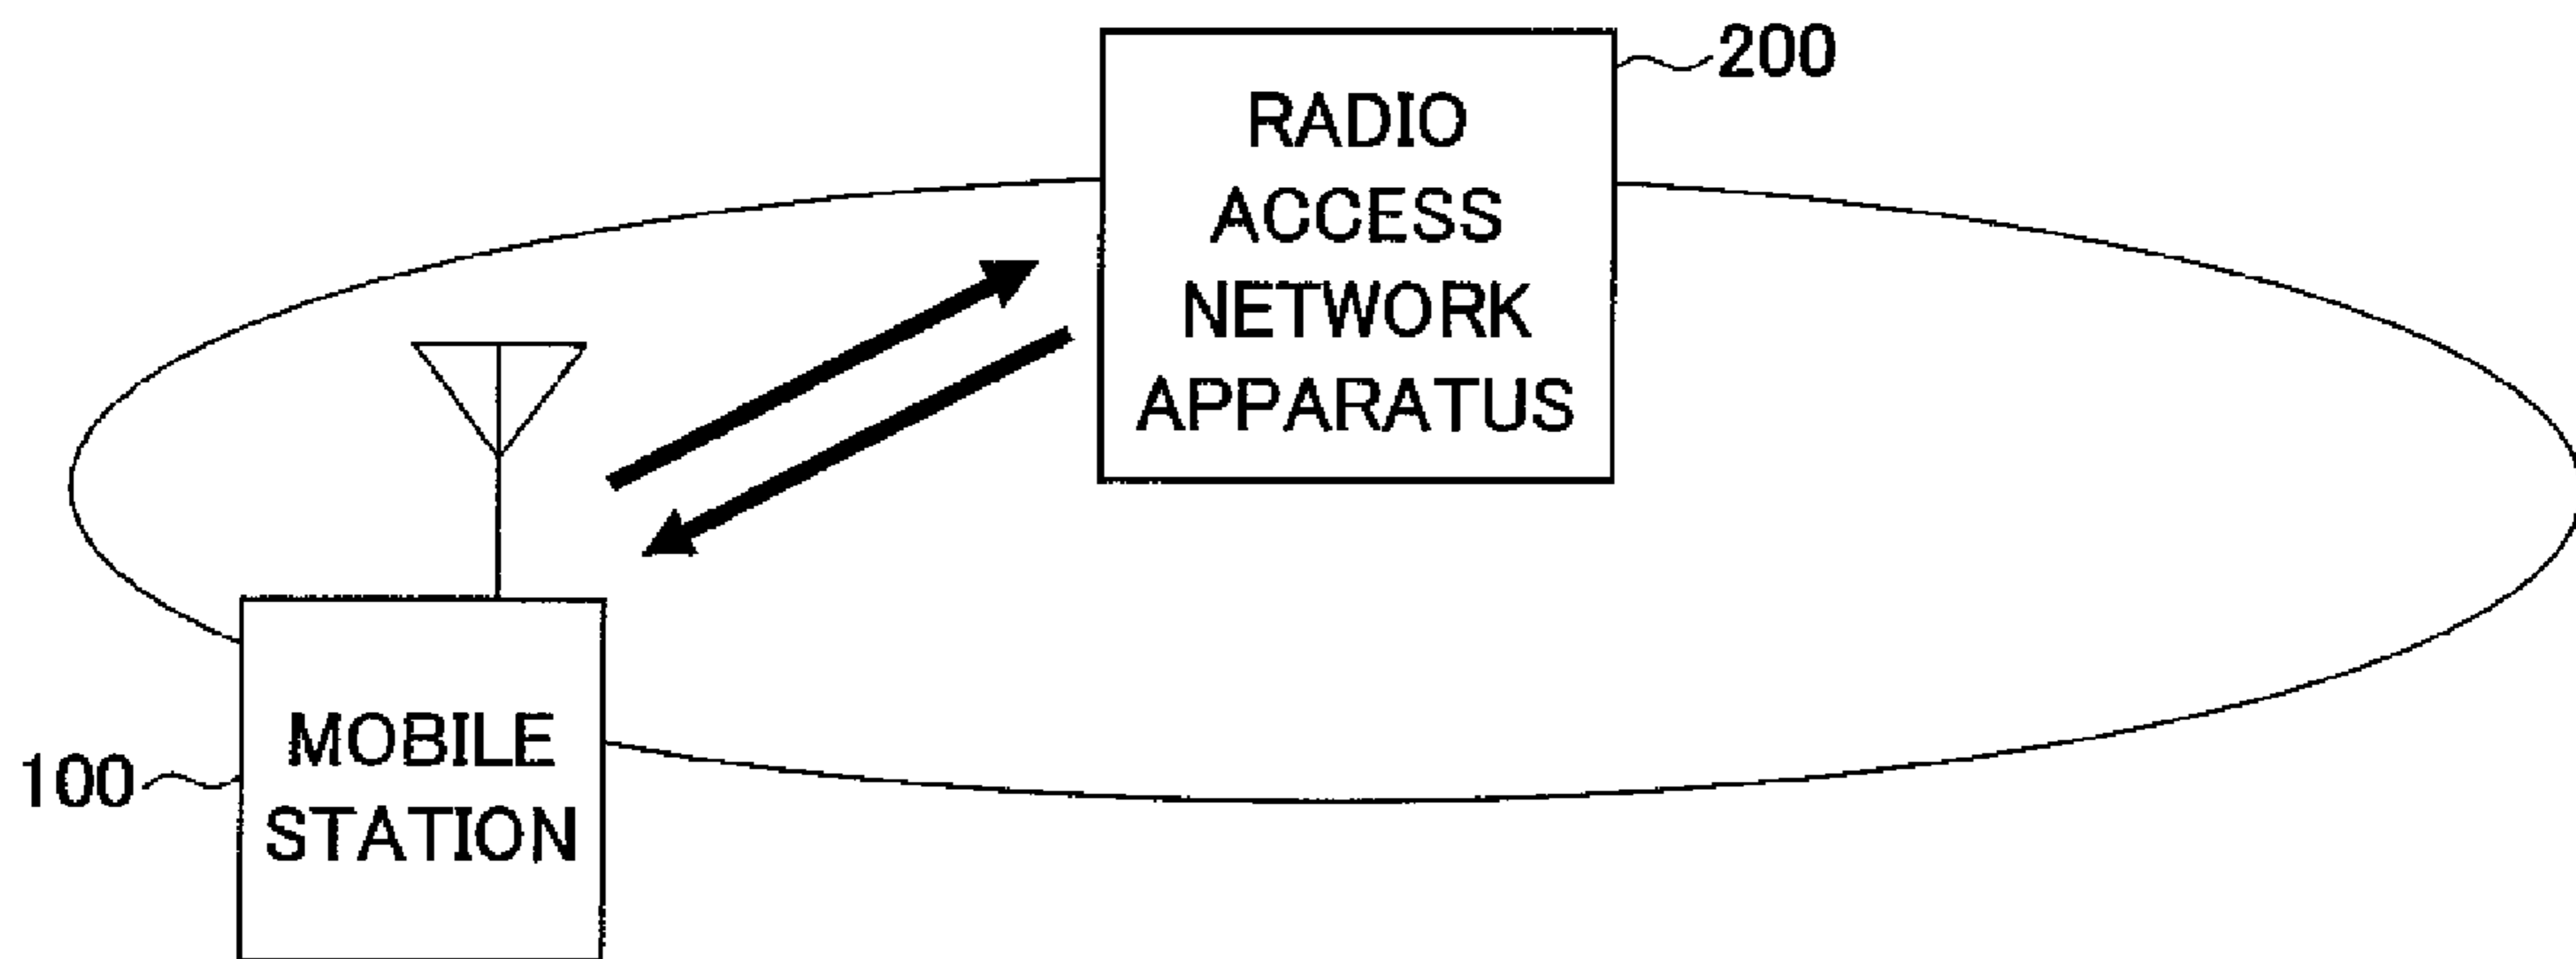 200
RADIO
ACCESS
NETWORK
APPARATUS
MOBILE
STATION
100